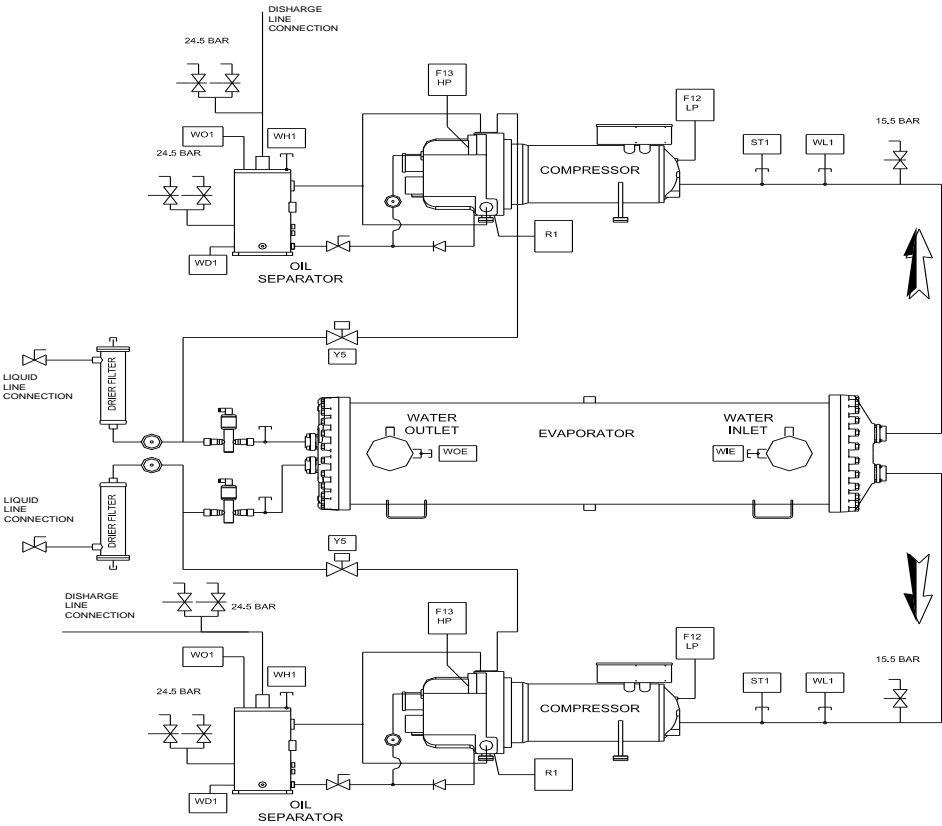 DISHARGE
LINE
CONNECTION
24.5 BAR
F13
HP
F12
LP
WO1
WH1
15.5 BAR
24.5 BAR
ST1
WL1
COMPRESSOR
R1
WD1
OIL
SEPARATOR
Y5
LIQUID
LINE
CONNECTION
DRIER FILTER
WATER
OUTLET
EVAPORATOR
WATER
INLET
WOE
WIE
LIQUID
LINE
CONNECTION
DRIER FILTER
Y5
DISHARGE
LINE
CONNECTION
24.5 BAR
F13
HP
F12
LP
WO1
WH1
15.5 BAR
24.5 BAR
ST1
WL1
COMPRESSOR
R1
WD1
OIL
SEPARATOR